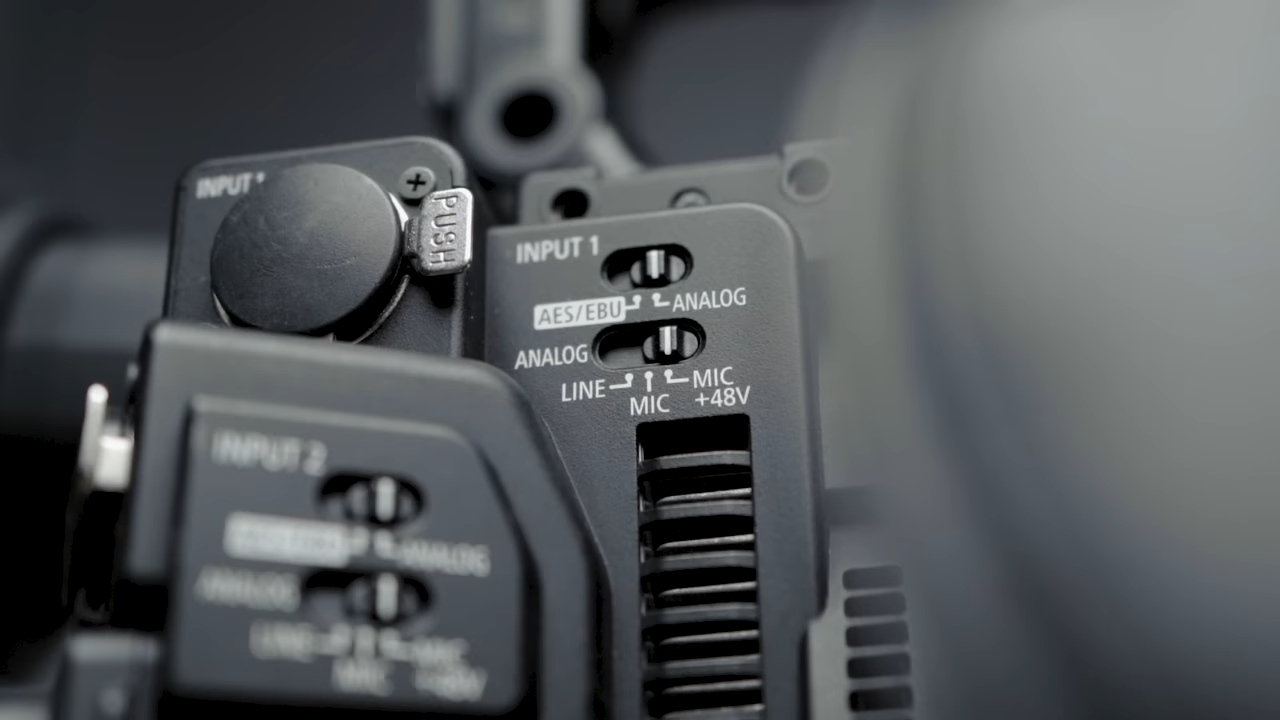 INPUT 1
PUSH
INPUT 1
AES/EBU ANALOG
ANALOG
LINE MIC
MIC +48V
INPUT 2
ANALOG
ANALOG
LINE MIC
MIC +48V